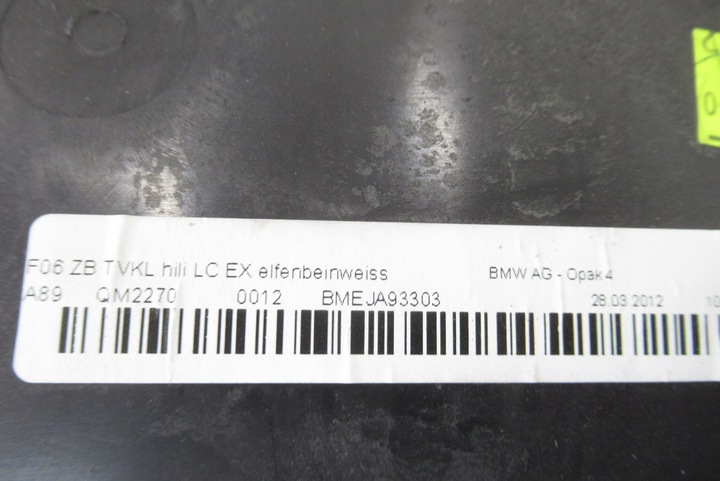 F06 ZB TVKL hili LC EX elfenbeinweiss BMW AG - Opak 4
A89 QM2270 0012 BMEJA93303 28.03.2012